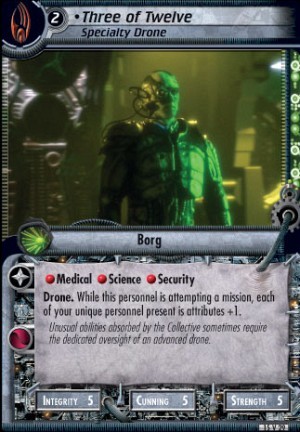 2 • Three of Twelve
Specialty Drone
Borg
Medical Science Security
Drone. While this personnel is attempting a mission, each
of your unique personnel present is attributes +1.
Unusual abilities absorbed by the Collective sometimes require
the dedicated oversight of an advanced drone.
Integrity 5 Cunning 5 Strength 5